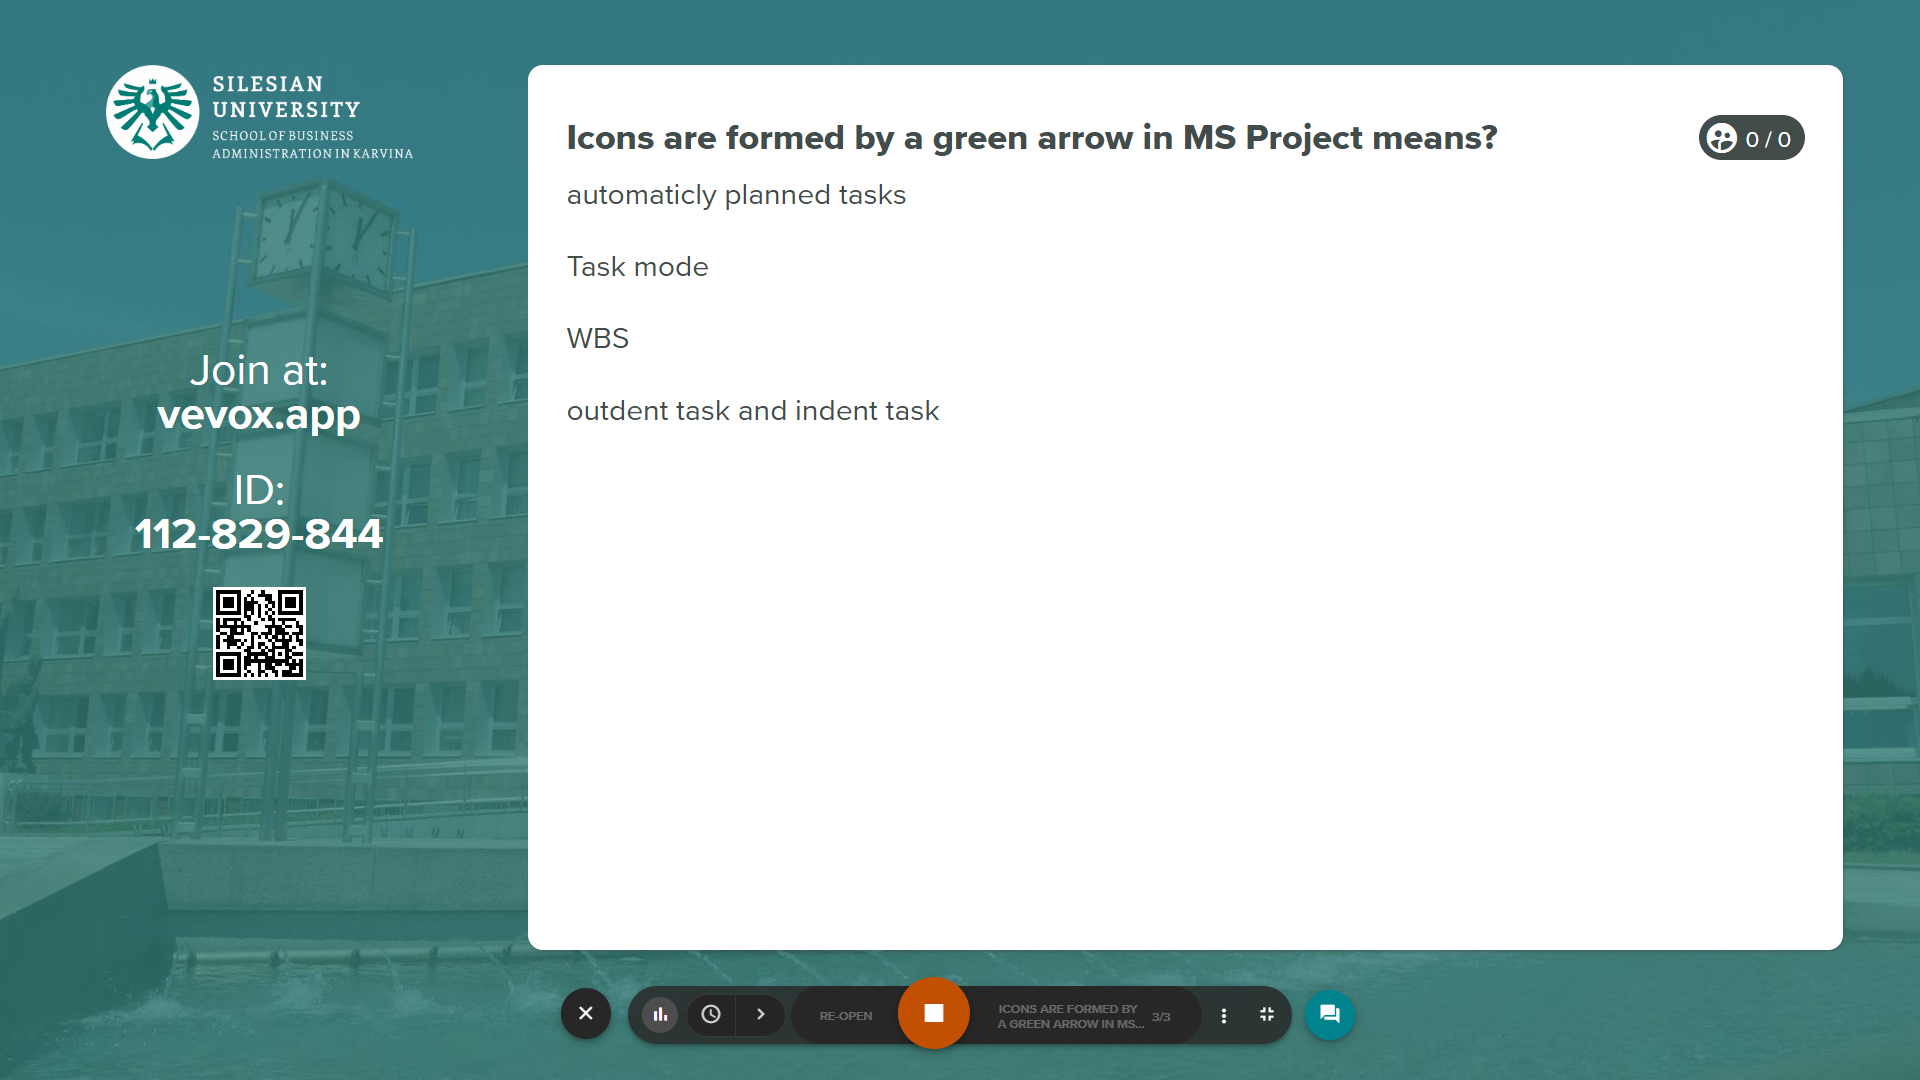 SILESIAN
UNIVERSITY
SCHOOL OF BUSINESS
ADMINISTRATION IN KARVINA
Join at:
vevox.app
ID:
112-829-844
Icons are formed by a green arrow in MS Project means?
0 / 0
automaticly planned tasks
Task mode
WBS
outdent task and indent task
RE-OPEN
ICONS ARE FORMED BY
A GREEN ARROW IN MS...
3/3